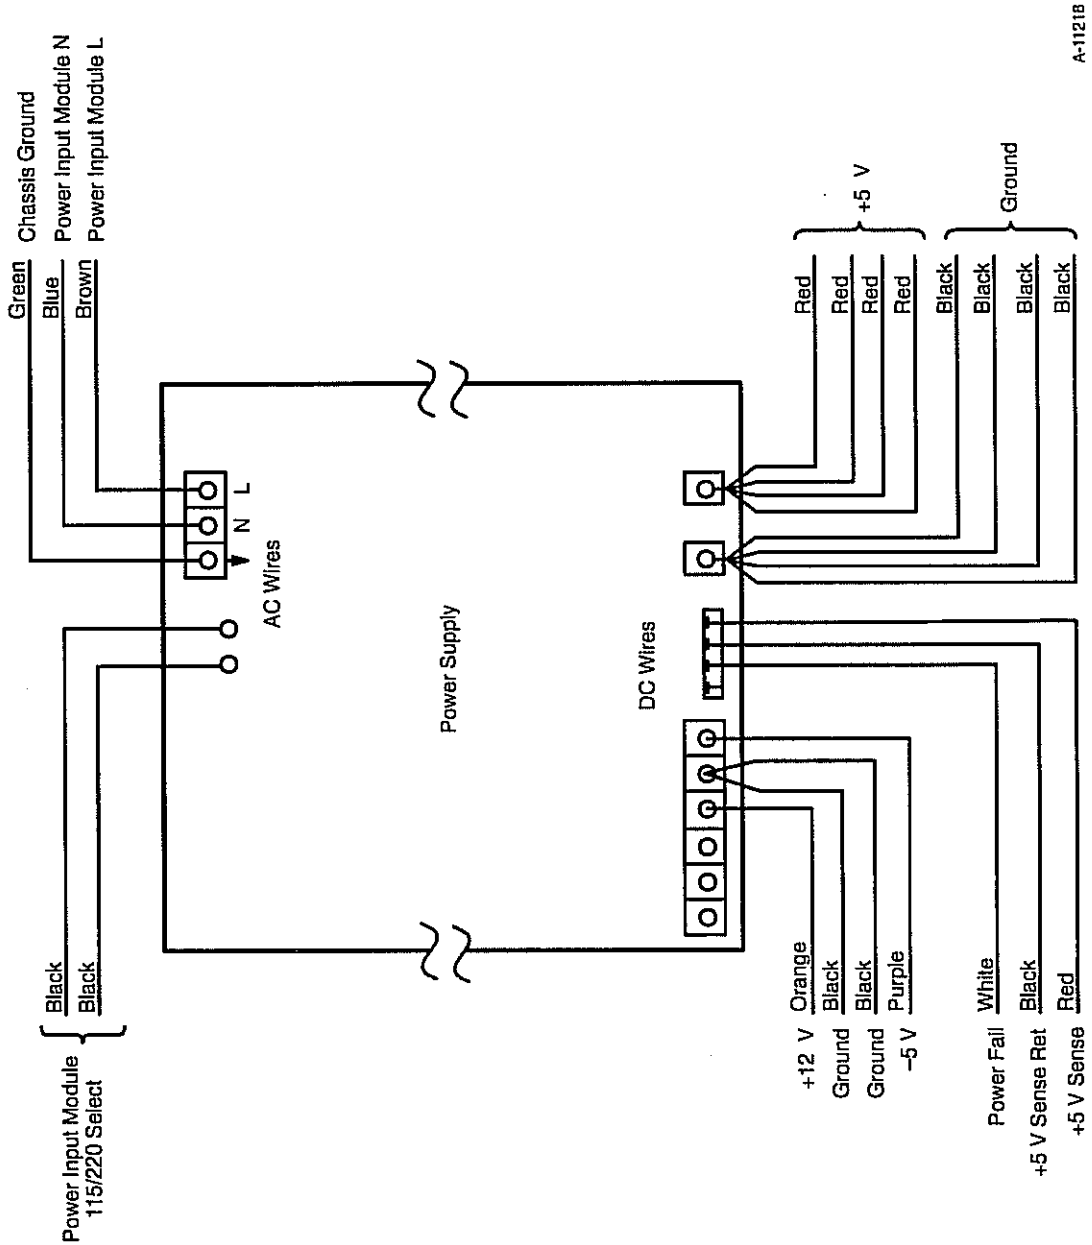 Green
Chassis Ground
Blue
Power Input Module N
Brown
Power Input Module L
Black
Black
Power Input Module
115/220 Select
L
N
AC Wires
Power Supply
DC Wires
Red
Red
Red
Red
+5 V
Black
Black
Black
Black
Ground
+12 V
Orange
Ground
Black
Ground
Black
–5 V
Purple
Power Fail
White
+5 V Sense Ret
Black
+5 V Sense
Red
A-11218